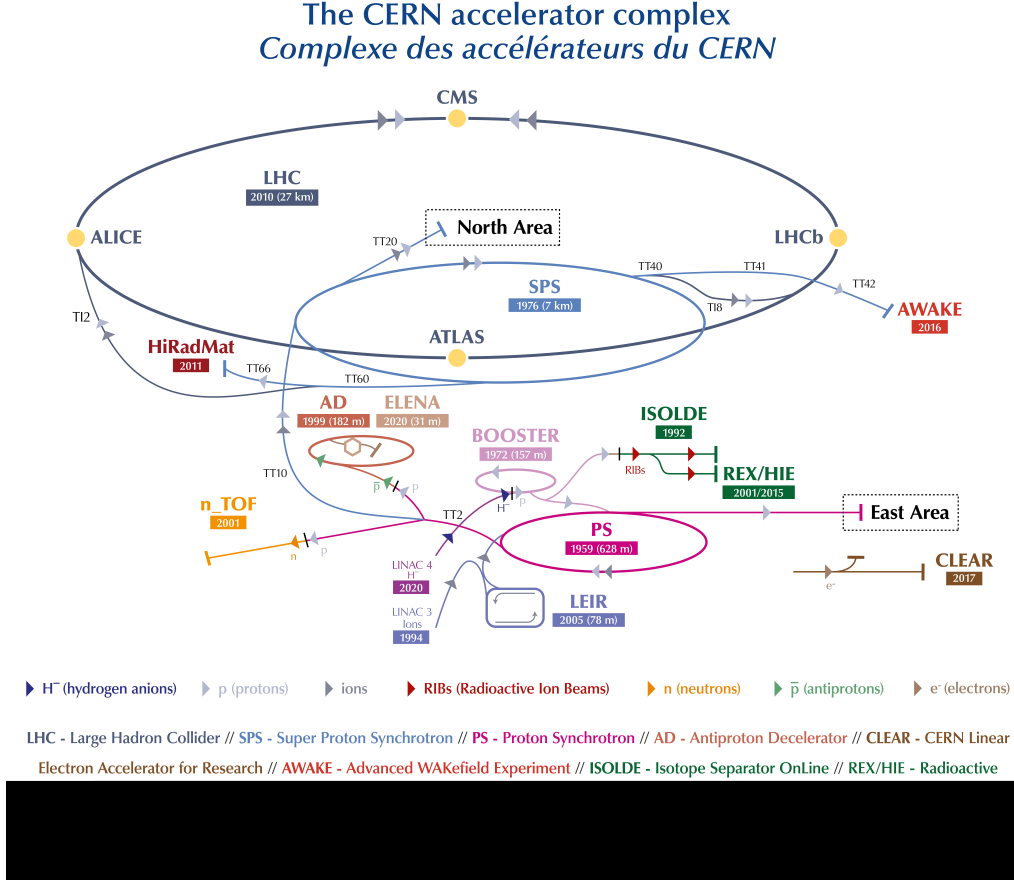 The CERN accelerator complex
Complexe des accélérateurs du CERN
CMS
LHC
2010 (27 km)
ALICE
LHCb
North Area
TT20
SPS
1976 (7 km)
TT40
TT41
TT42
TI8
AWAKE
2016
TI2
ATLAS
HiRadMat
2011
TT66
TT60
AD
1999 (182 m)
ELENA
2020 (31 m)
ISOLDE
1992
BOOSTER
1972 (157 m)
RIBs
REX/HIE
2001/2015
TT10
p̅
p
H⁻
p
n_TOF
2001
TT2
East Area
PS
1959 (628 m)
n
p
LINAC 4
H⁻
2020
CLEAR
2017
e⁻
LEIR
2005 (78 m)
LINAC 3
Ions
1994
H⁻ (hydrogen anions)
p (protons)
ions
RIBs (Radioactive Ion Beams)
n (neutrons)
p̅ (antiprotons)
e⁻ (electrons)
LHC - Large Hadron Collider // SPS - Super Proton Synchrotron // PS - Proton Synchrotron // AD - Antiproton Decelerator // CLEAR - CERN Linear
Electron Accelerator for Research // AWAKE - Advanced WAKefield Experiment // ISOLDE - Isotope Separator OnLine // REX/HIE - Radioactive